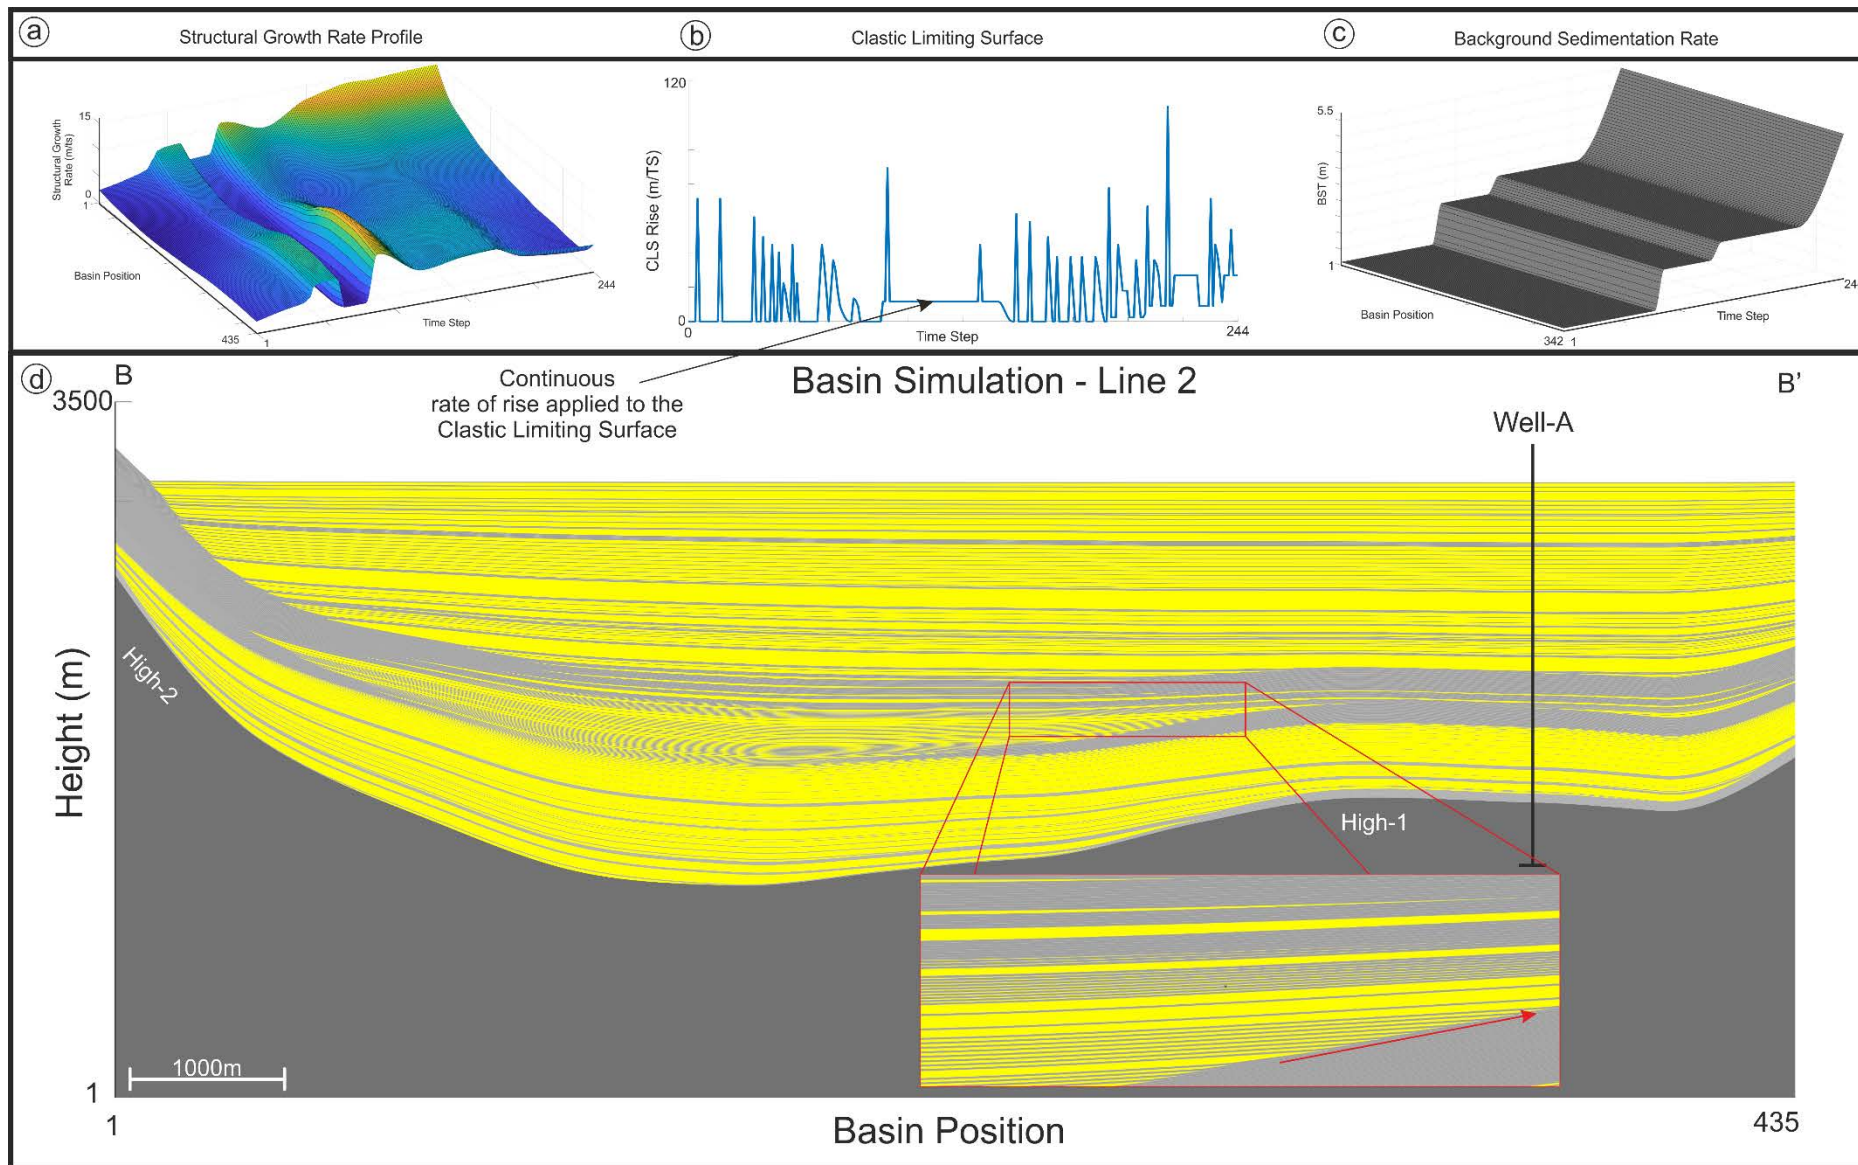 a
Structural Growth Rate Profile
b
Clastic Limiting Surface
c
Background Sedimentation Rate
15
Structural Growth
Rate (m/ts)
0
1
Basin Position
435
1
Time Step
244
120
CLS Rise (m/TS)
0
0
Time Step
244
5.5
BST (m)
1
Basin Position
342
1
Time Step
24
d
B
Basin Simulation - Line 2
B'
3500
Continuous
rate of rise applied to the
Clastic Limiting Surface
Well-A
High-2
Height (m)
High-1
1000m
1
1
Basin Position
435